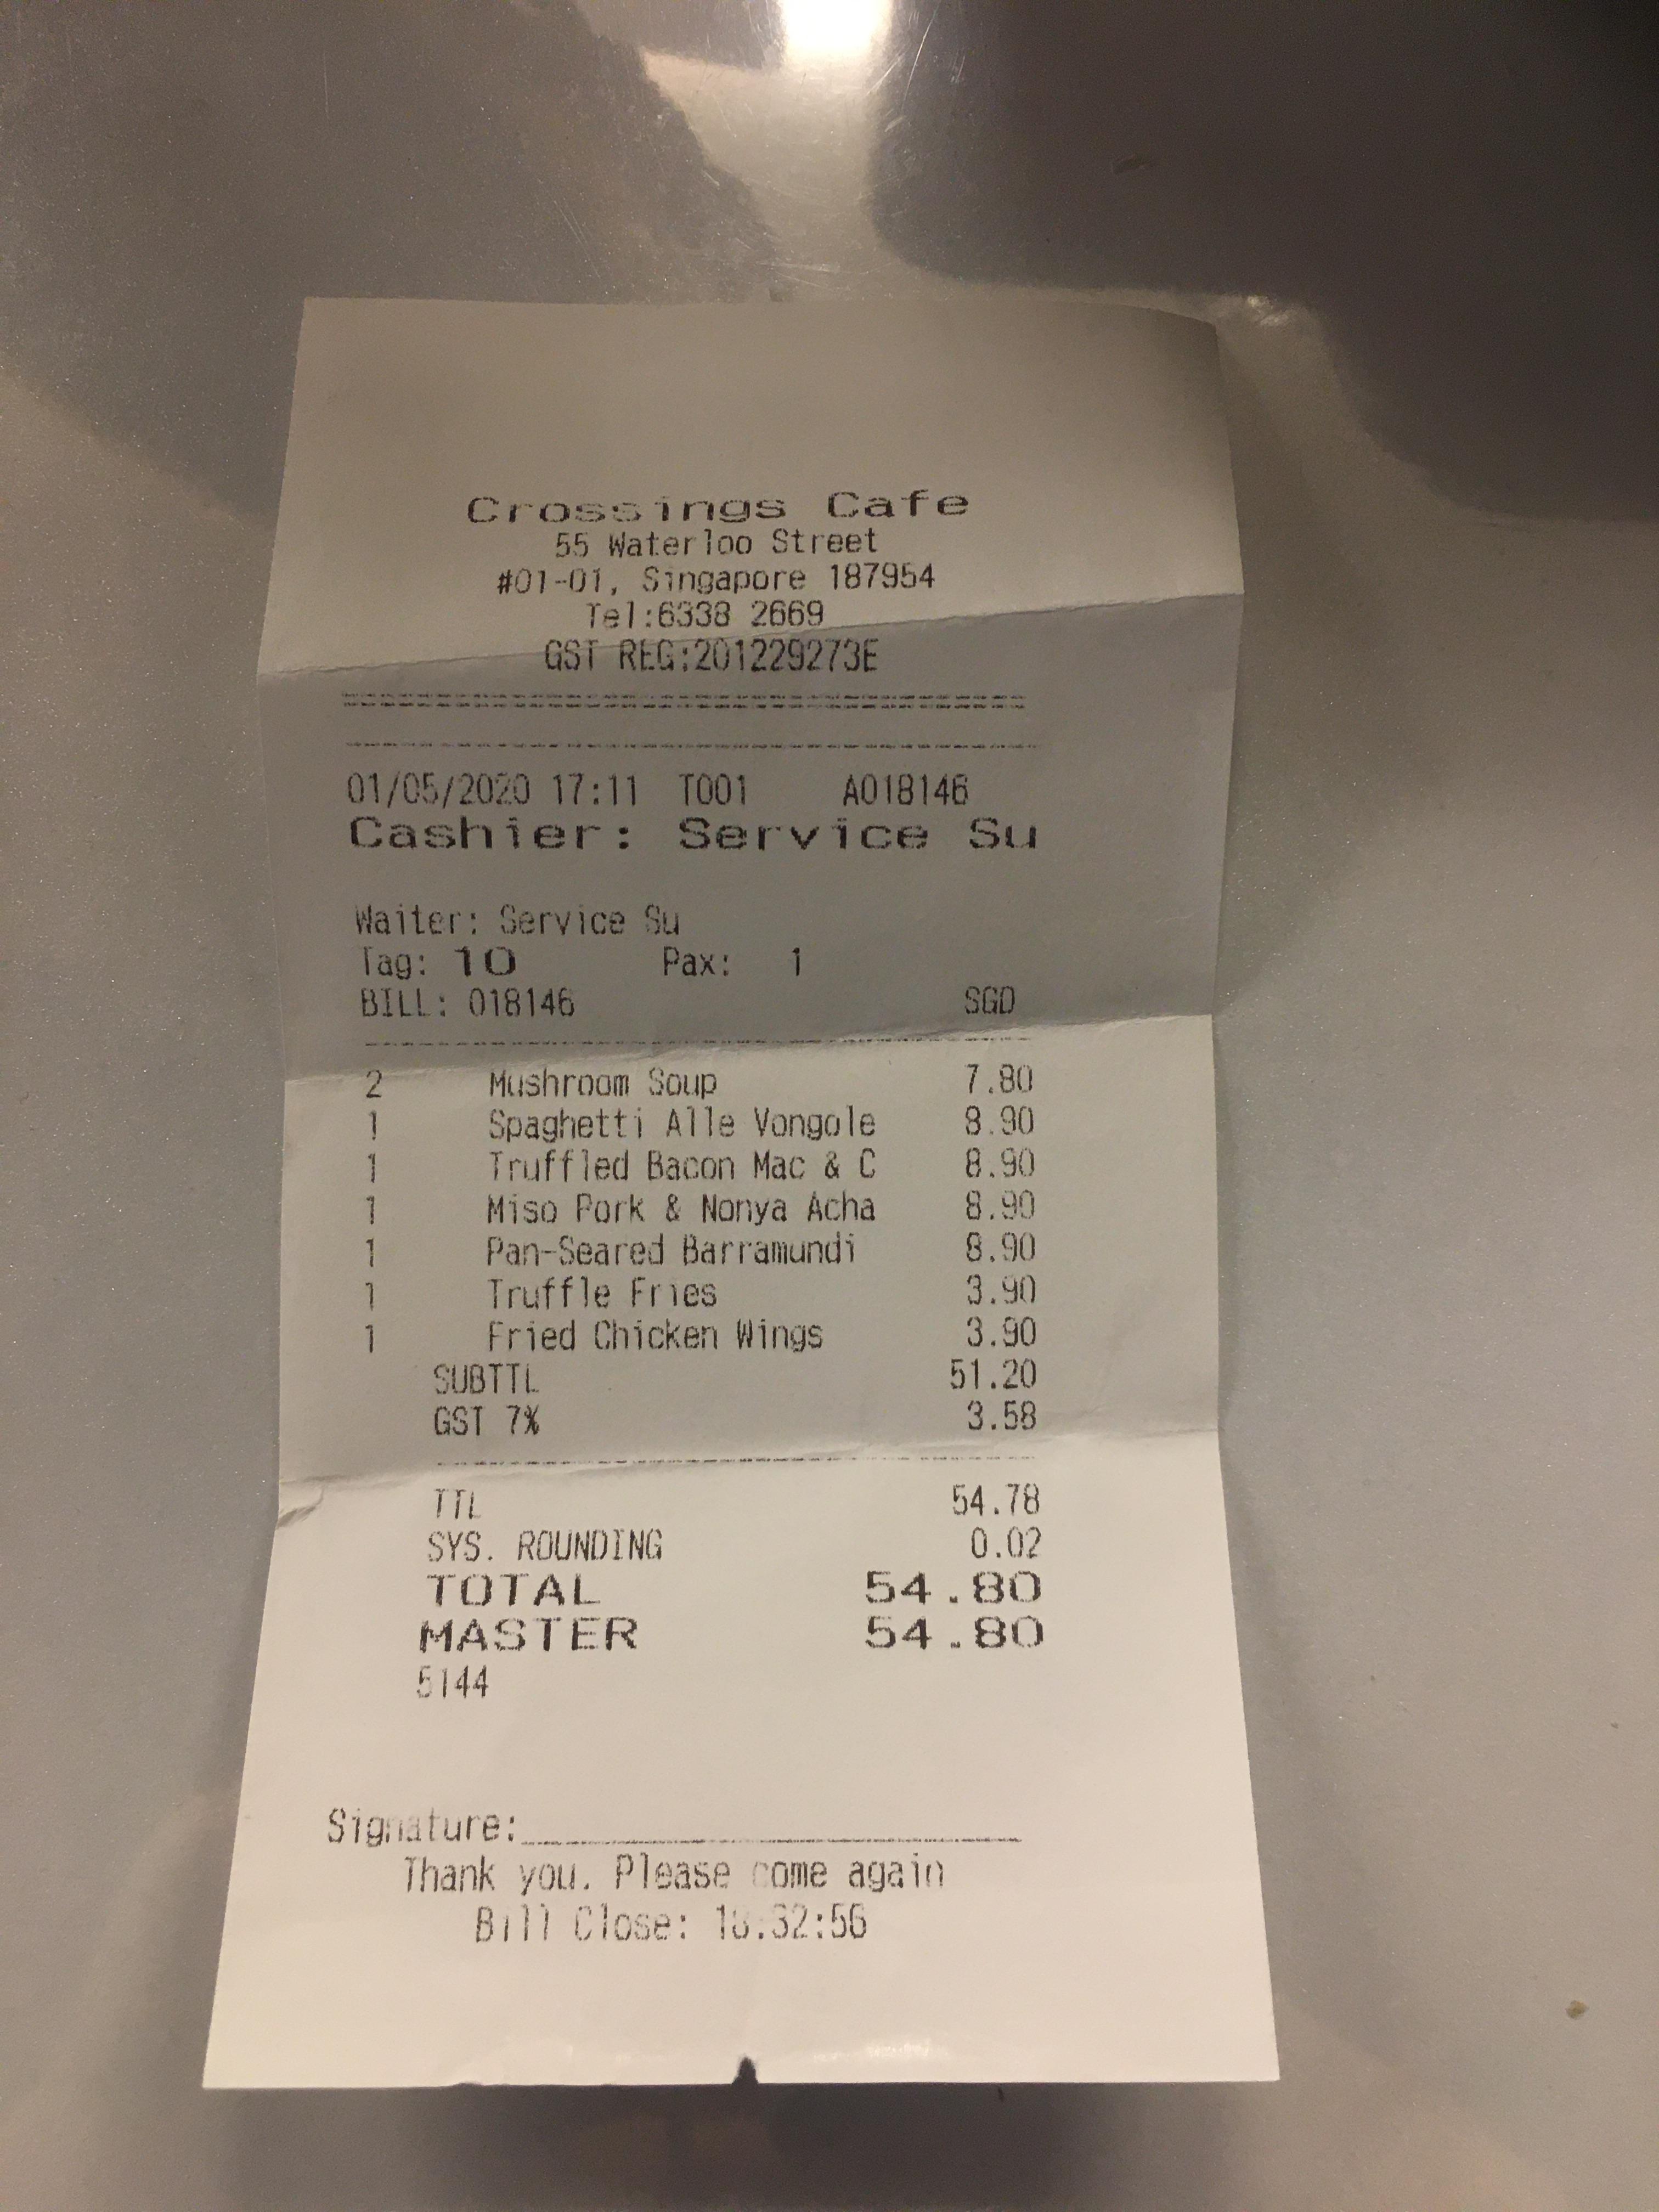 Crossings Cafe
55 Waterloo Street
#01-01, Singapore 187954
Tel:6338 2669
GST REG:201229273E
01/05/2020 17:11 T001 A018146
Cashier: Service Su
Waiter: Service Su
Tag: 10 Pax: 1
BILL: 018146 SGD
2 Mushroom Soup 7.80
1 Spaghetti Alle Vongole 8.90
1 Truffled Bacon Mac & C 8.90
1 Miso Pork & Nonya Acha 8.90
1 Pan-Seared Barramundi 8.90
1 Truffle Fries 3.90
1 Fried Chicken Wings 3.90
SUBTTL 51.20
GST 7% 3.58
TTL 54.78
SYS. ROUNDING 0.02
TOTAL 54.80
MASTER 54.80
5144
Signature:
Thank you. Please come again
Bill Close: